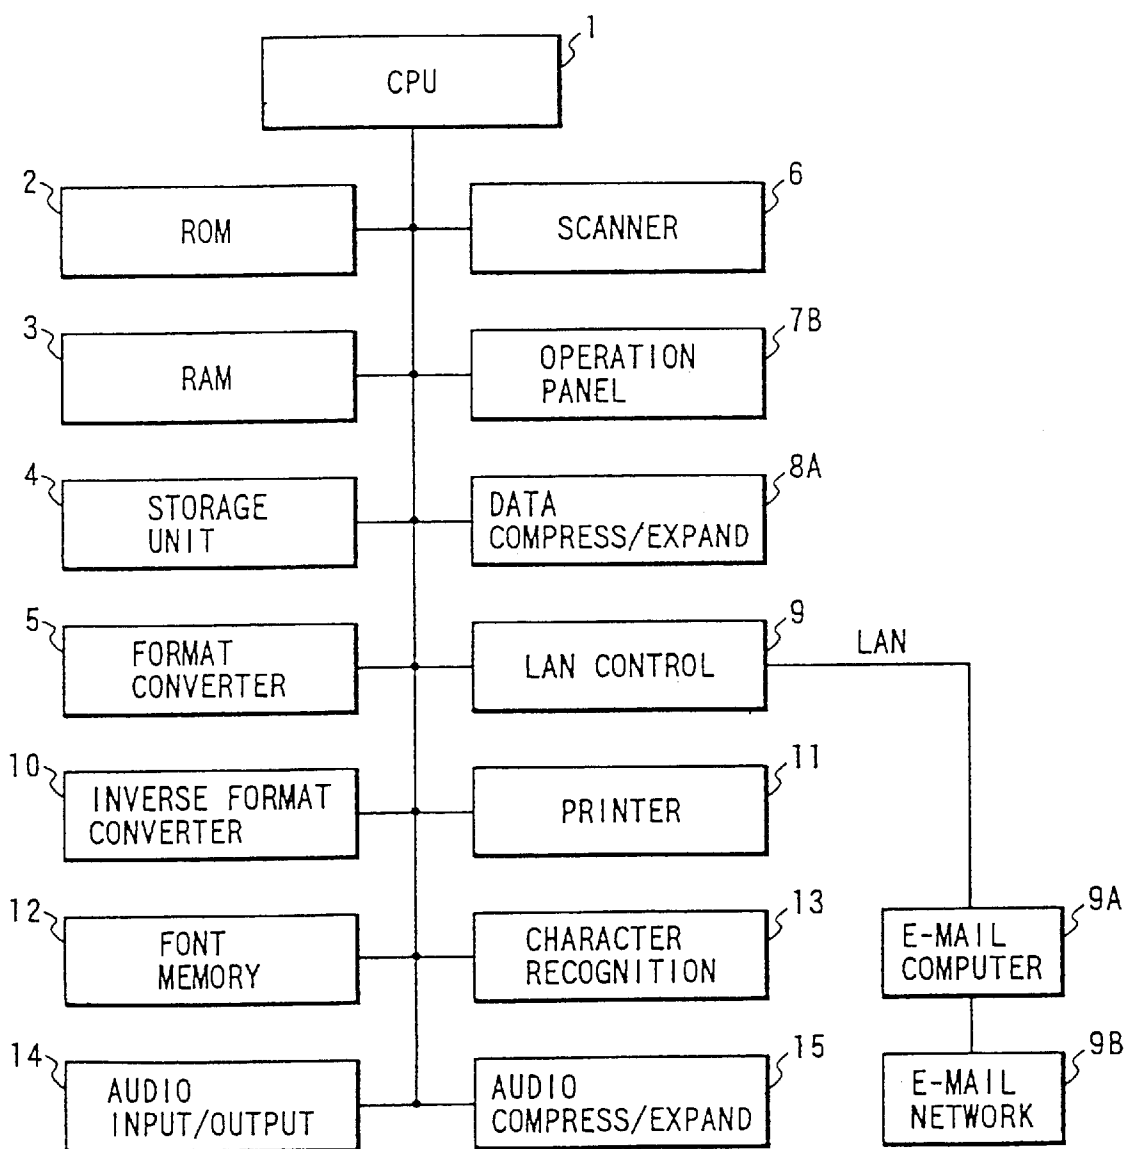 1
CPU
2
ROM
6
SCANNER
3
RAM
7B
OPERATION
PANEL
4
STORAGE
UNIT
8A
DATA
COMPRESS/EXPAND
5
FORMAT
CONVERTER
9
LAN CONTROL
LAN
10
INVERSE FORMAT
CONVERTER
11
PRINTER
12
FONT
MEMORY
13
CHARACTER
RECOGNITION
9A
E-MAIL
COMPUTER
14
AUDIO
INPUT/OUTPUT
15
AUDIO
COMPRESS/EXPAND
9B
E-MAIL
NETWORK